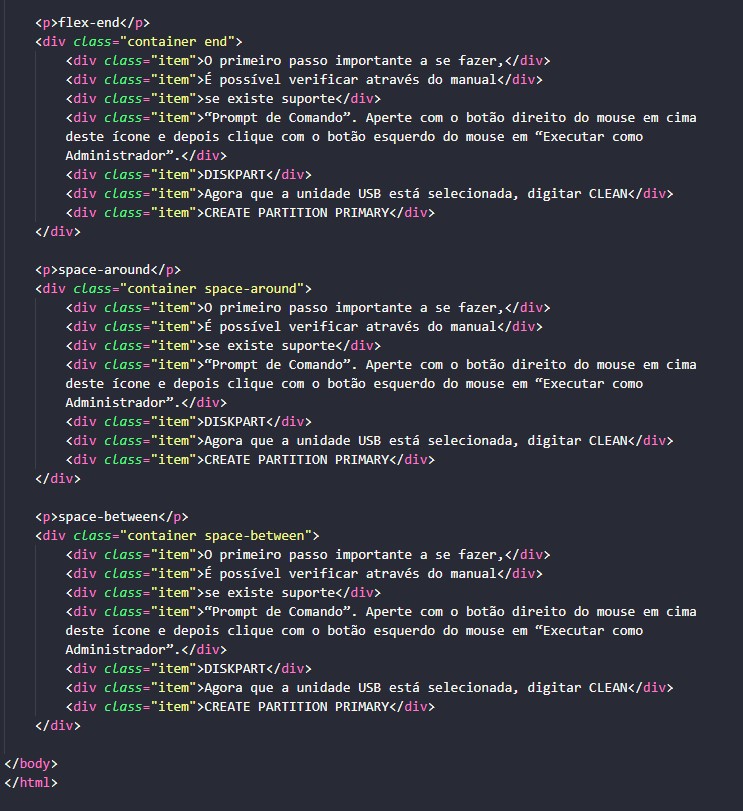 <p>flex-end</p>
<div class="container end">
<div class="item">O primeiro passo importante a se fazer,</div>
<div class="item">É possível verificar através do manual</div>
<div class="item">se existe suporte</div>
<div class="item">“Prompt de Comando”. Aperte com o botão direito do mouse em cima
deste ícone e depois clique com o botão esquerdo do mouse em “Executar como
Administrador”.</div>
<div class="item">DISKPART</div>
<div class="item">Agora que a unidade USB está selecionada, digitar CLEAN</div>
<div class="item">CREATE PARTITION PRIMARY</div>
</div>
<p>space-around</p>
<div class="container space-around">
<div class="item">O primeiro passo importante a se fazer,</div>
<div class="item">É possível verificar através do manual</div>
<div class="item">se existe suporte</div>
<div class="item">“Prompt de Comando”. Aperte com o botão direito do mouse em cima
deste ícone e depois clique com o botão esquerdo do mouse em “Executar como
Administrador”.</div>
<div class="item">DISKPART</div>
<div class="item">Agora que a unidade USB está selecionada, digitar CLEAN</div>
<div class="item">CREATE PARTITION PRIMARY</div>
</div>
<p>space-between</p>
<div class="container space-between">
<div class="item">O primeiro passo importante a se fazer,</div>
<div class="item">É possível verificar através do manual</div>
<div class="item">se existe suporte</div>
<div class="item">“Prompt de Comando”. Aperte com o botão direito do mouse em cima
deste ícone e depois clique com o botão esquerdo do mouse em “Executar como
Administrador”.</div>
<div class="item">DISKPART</div>
<div class="item">Agora que a unidade USB está selecionada, digitar CLEAN</div>
<div class="item">CREATE PARTITION PRIMARY</div>
</div>
</body>
</html>